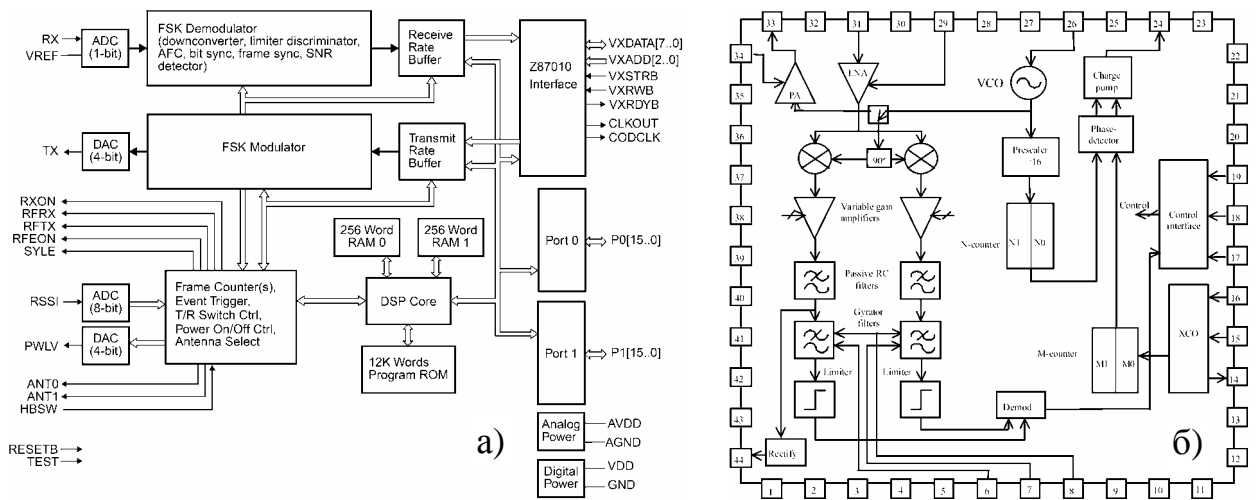 RX
VREF
ADC
(1-bit)
FSK Demodulator
(downconverter, limiter discriminator,
AFC, bit sync, frame sync, SNR
detector)
Receive
Rate
Buffer
Z87010
Interface
VXDATA[7..0]
VXADD[2..0]
VXSTRB
VXRWB
VXRDYB
CLKOUT
CODCLK
TX
DAC
(4-bit)
FSK Modulator
Transmit
Rate
Buffer
RXON
RFRX
RFTX
RFEON
SYLE
256 Word
RAM 0
256 Word
RAM 1
Port 0
P0[15..0]
RSSI
ADC
(8-bit)
PWLV
DAC
(4-bit)
Frame Counter(s),
Event Trigger,
T/R Switch Ctrl,
Power On/Off Ctrl,
Antenna Select
DSP Core
12K Words
Program ROM
Port 1
P1[15..0]
ANT0
ANT1
HBSW
RESETB
TEST
Analog
Power
AVDD
AGND
Digital
Power
VDD
GND
а)
33
32
31
30
29
28
27
26
25
24
23
34
35
36
37
38
39
40
41
42
43
44
22
21
20
19
18
17
16
15
14
13
12
1
2
3
4
5
6
7
8
9
10
11
PA
LNA
VCO
Charge
pump
Phase-
detector
Prescaler
:16
90°
Variable gain
amplifiers
N-counter
N1
N0
Control
Control
interface
Passive RC
filters
Gyrator
filters
XCO
M-counter
M1
M0
Limiter
Limiter
Demod
Rectify
б)